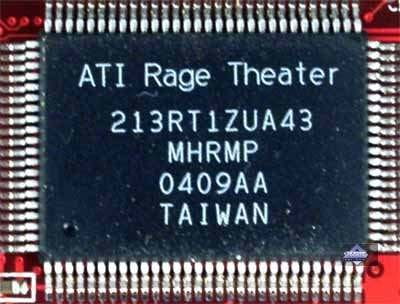 ATI Rage Theater
213RT1ZUA43
MHRMP
0409AA
TAIWAN